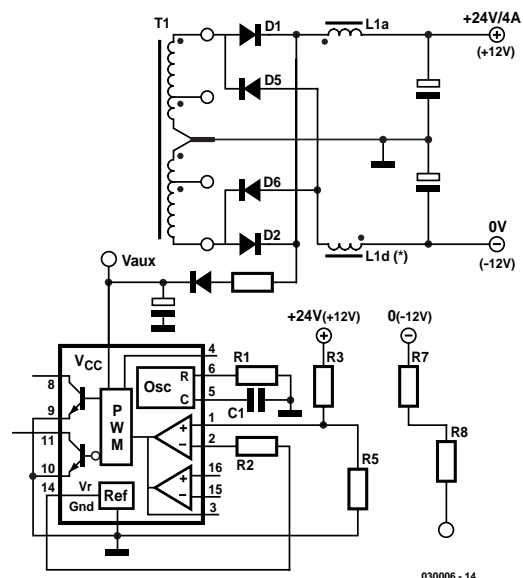 T1
D1
L1a
+24V/4A
(+12V)
D5
D6
D2
L1d (*)
0V
(-12V)
Vaux
+24V(+12V)
0(-12V)
VCC
4
8
Osc
R
6
R1
R3
R7
C
5
C1
9
PWM
1
11
2
R2
R8
10
16
R5
14
Vr
Ref
15
Gnd
3
030006 - 14